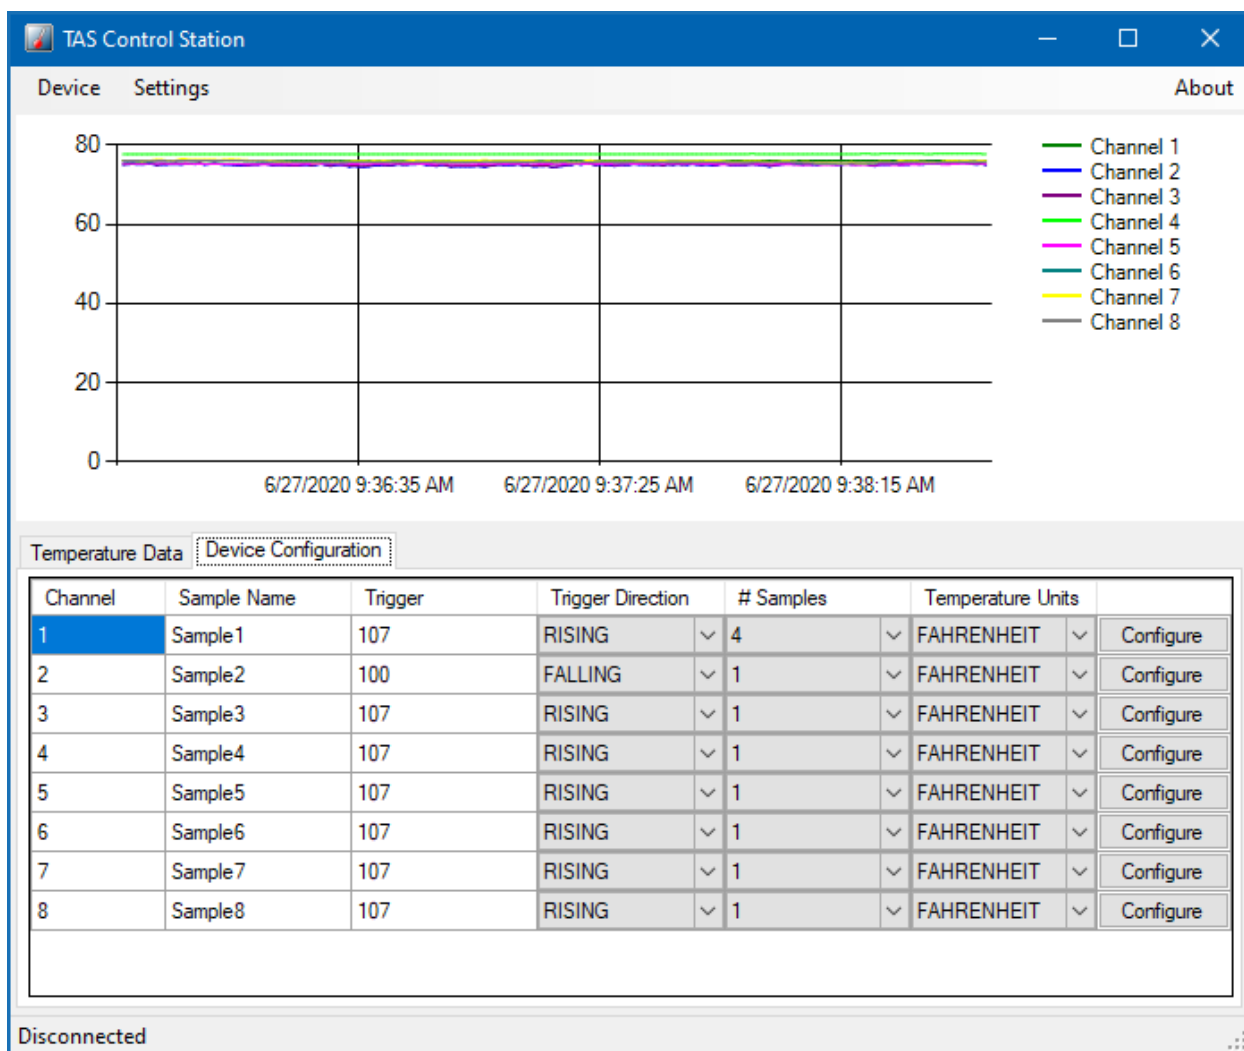 TAS Control Station
Device Settings About
80
60
40
20
0
6/27/2020 9:36:35 AM 6/27/2020 9:37:25 AM 6/27/2020 9:38:15 AM
Channel 1
Channel 2
Channel 3
Channel 4
Channel 5
Channel 6
Channel 7
Channel 8
Temperature Data Device Configuration
Channel Sample Name Trigger Trigger Direction # Samples Temperature Units
1 Sample1 107 RISING 4 FAHRENHEIT Configure
2 Sample2 100 FALLING 1 FAHRENHEIT Configure
3 Sample3 107 RISING 1 FAHRENHEIT Configure
4 Sample4 107 RISING 1 FAHRENHEIT Configure
5 Sample5 107 RISING 1 FAHRENHEIT Configure
6 Sample6 107 RISING 1 FAHRENHEIT Configure
7 Sample7 107 RISING 1 FAHRENHEIT Configure
8 Sample8 107 RISING 1 FAHRENHEIT Configure
Disconnected